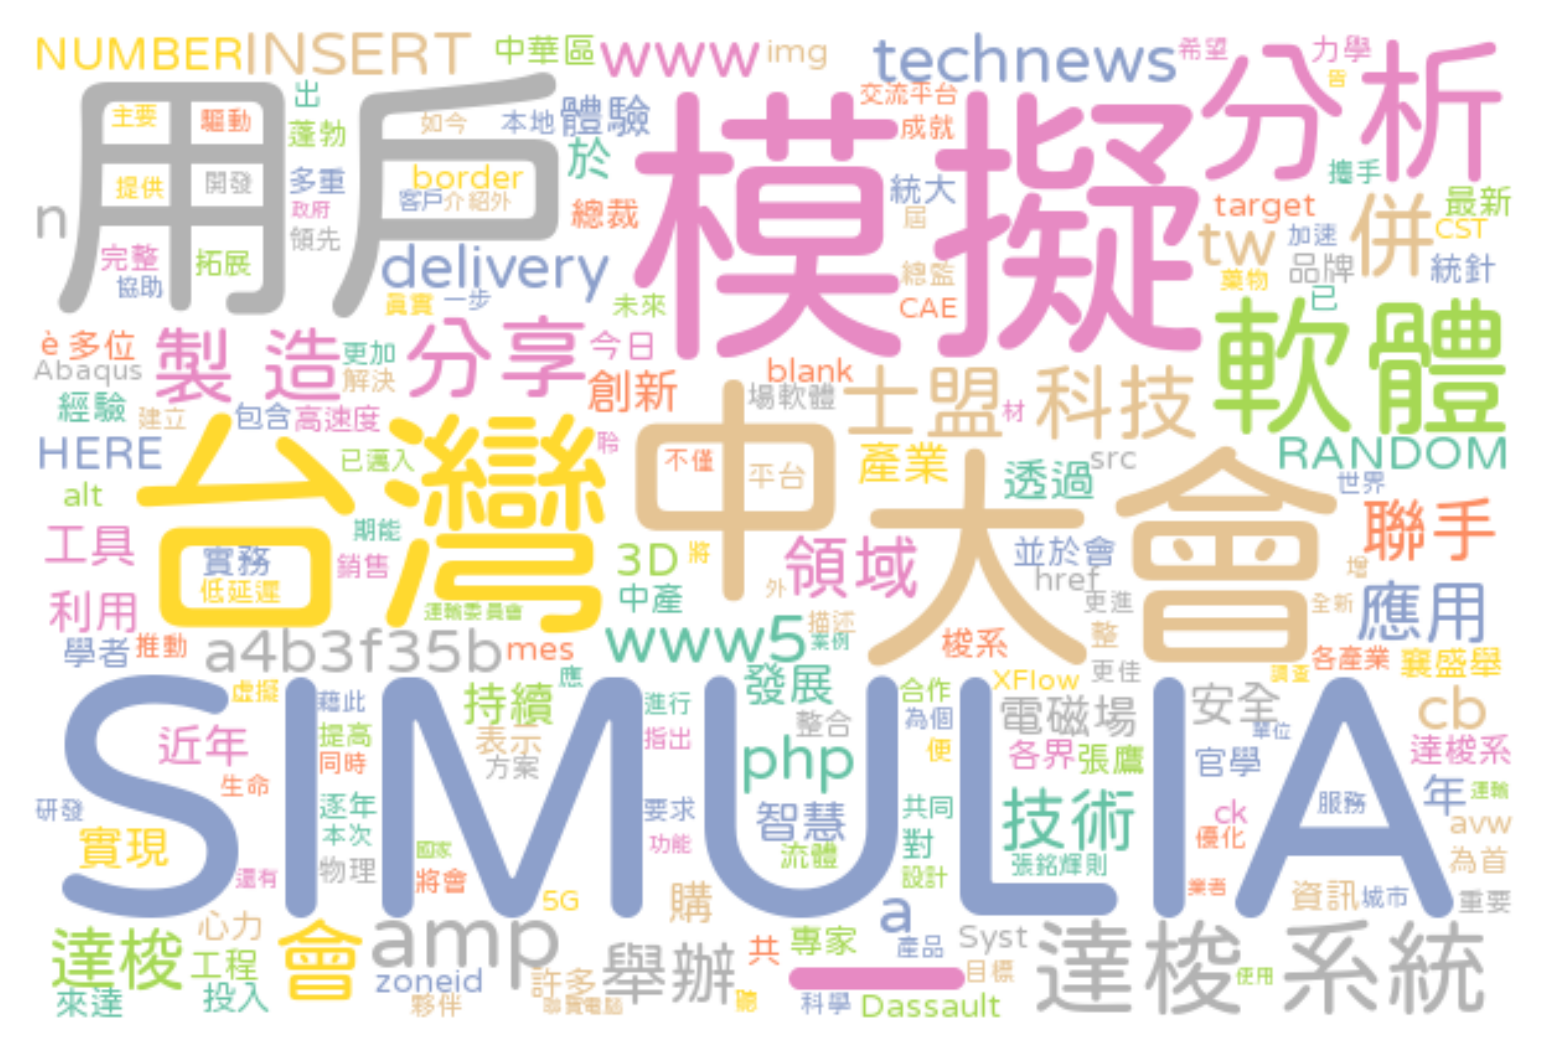 NUMBER INSERT 中華區 www img technews 希望 分析 力學
用戶 主要 驅動 出 蓬勃 如今 本地 體驗 模擬 交流平台 成就 皆
提供 開發 多重 border 於 統大 攜手
n 政府 客戶 介紹外 總裁 屆 target 併 最新
領先 tw 加速 CST
完整 拓展 delivery 總監 品牌 統針
協助 眞實 一步 未來 CAE 藥物 已
è 多位 製造 更加 分享 今日 軟體
Abaqus 解決 創新 blank 士盟 科技
經驗 建立 包含 高速度 場軟體 材
HERE 台灣 已邁入 聆 中 不僅 產業 大會 透過 src RANDOM
alt 平台 世界
工具 期能 聯手
實務 銷售 3D 將 領域 並於會 增
利用 低延遲 中產 外 href 更進 全新 應用
運輸委員會 描述
學者 推動 a4b3f35b mes www5 案例 梭系 整 各產業 襄盛舉
SIMULIA 虛擬 藉此 持續 應 發展 合作 XFlow 更佳 調查
進行 為個 電磁場 安全 cb
近年 提高 表示 指出 整合 便 各界 張鷹 單位 達梭系
同時 方案 php 官學
生命 年 運輸
研發 逐年 要求 智慧 共同 技術 ck 服務
實現 本次 國家 功能 流體 對 優化 avw
還有 物理 將會 設計 張銘輝則 業者 為首
5G 購 a 資訊 城市 重要
達梭 心力 會 amp 舉辦 共 專家 產品 Syst 達梭 系統
工程 zoneid 許多 _ 目標 使用
來達 投入 夥伴 聯寶電腦 聽 科學 Dassault